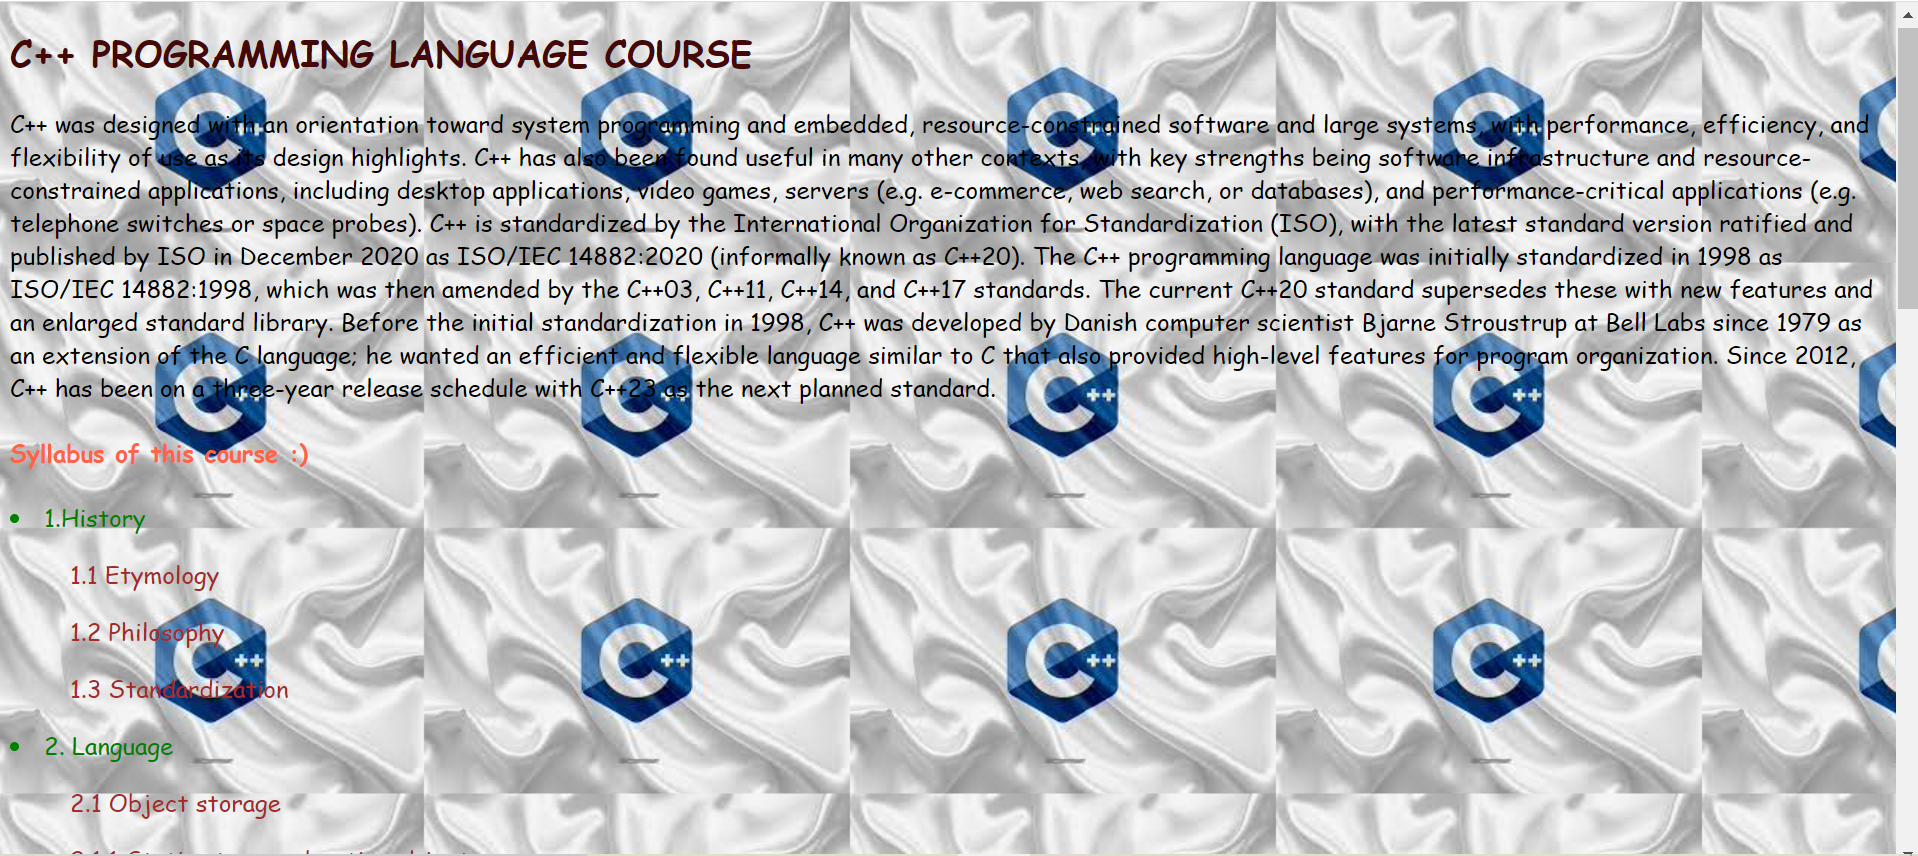 C++ PROGRAMMING LANGUAGE COURSE
C++ was designed with an orientation toward system programming and embedded, resource-constrained software and large systems, with performance, efficiency, and
flexibility of use as its design highlights. C++ has also been found useful in many other contexts, with key strengths being software infrastructure and resource-
constrained applications, including desktop applications, video games, servers (e.g. e-commerce, web search, or databases), and performance-critical applications (e.g.
telephone switches or space probes). C++ is standardized by the International Organization for Standardization (ISO), with the latest standard version ratified and
published by ISO in December 2020 as ISO/IEC 14882:2020 (informally known as C++20). The C++ programming language was initially standardized in 1998 as
ISO/IEC 14882:1998, which was then amended by the C++03, C++11, C++14, and C++17 standards. The current C++20 standard supersedes these with new features and
an enlarged standard library. Before the initial standardization in 1998, C++ was developed by Danish computer scientist Bjarne Stroustrup at Bell Labs since 1979 as
an extension of the C language; he wanted an efficient and flexible language similar to C that also provided high-level features for program organization. Since 2012,
C++ has been on a three-year release schedule with C++23 as the next planned standard.
Syllabus of this course :)
• 1.History
1.1 Etymology
1.2 Philosophy
1.3 Standardization
• 2. Language
2.1 Object storage